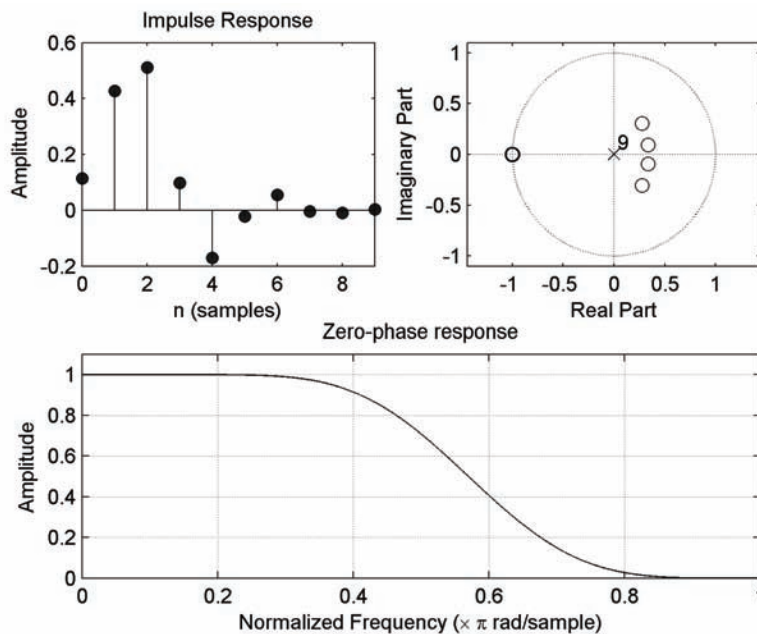 Impulse Response
0.6
0.4
0.2
0
-0.2
Amplitude
0 2 4 6 8
n (samples)
1
0.5
0
-0.5
-1
Imaginary Part
9
-1 -0.5 0 0.5 1
Real Part
Zero-phase response
1
0.8
0.6
0.4
0.2
0
Amplitude
0 0.2 0.4 0.6 0.8
Normalized Frequency (× π rad/sample)